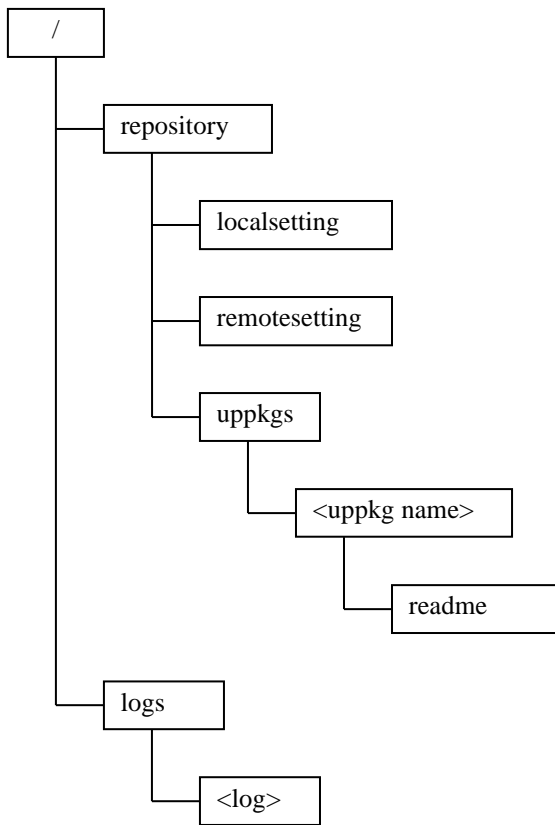 /
repository
localsetting
remotesetting
uppkgs
<uppkg name>
readme
logs
<log>